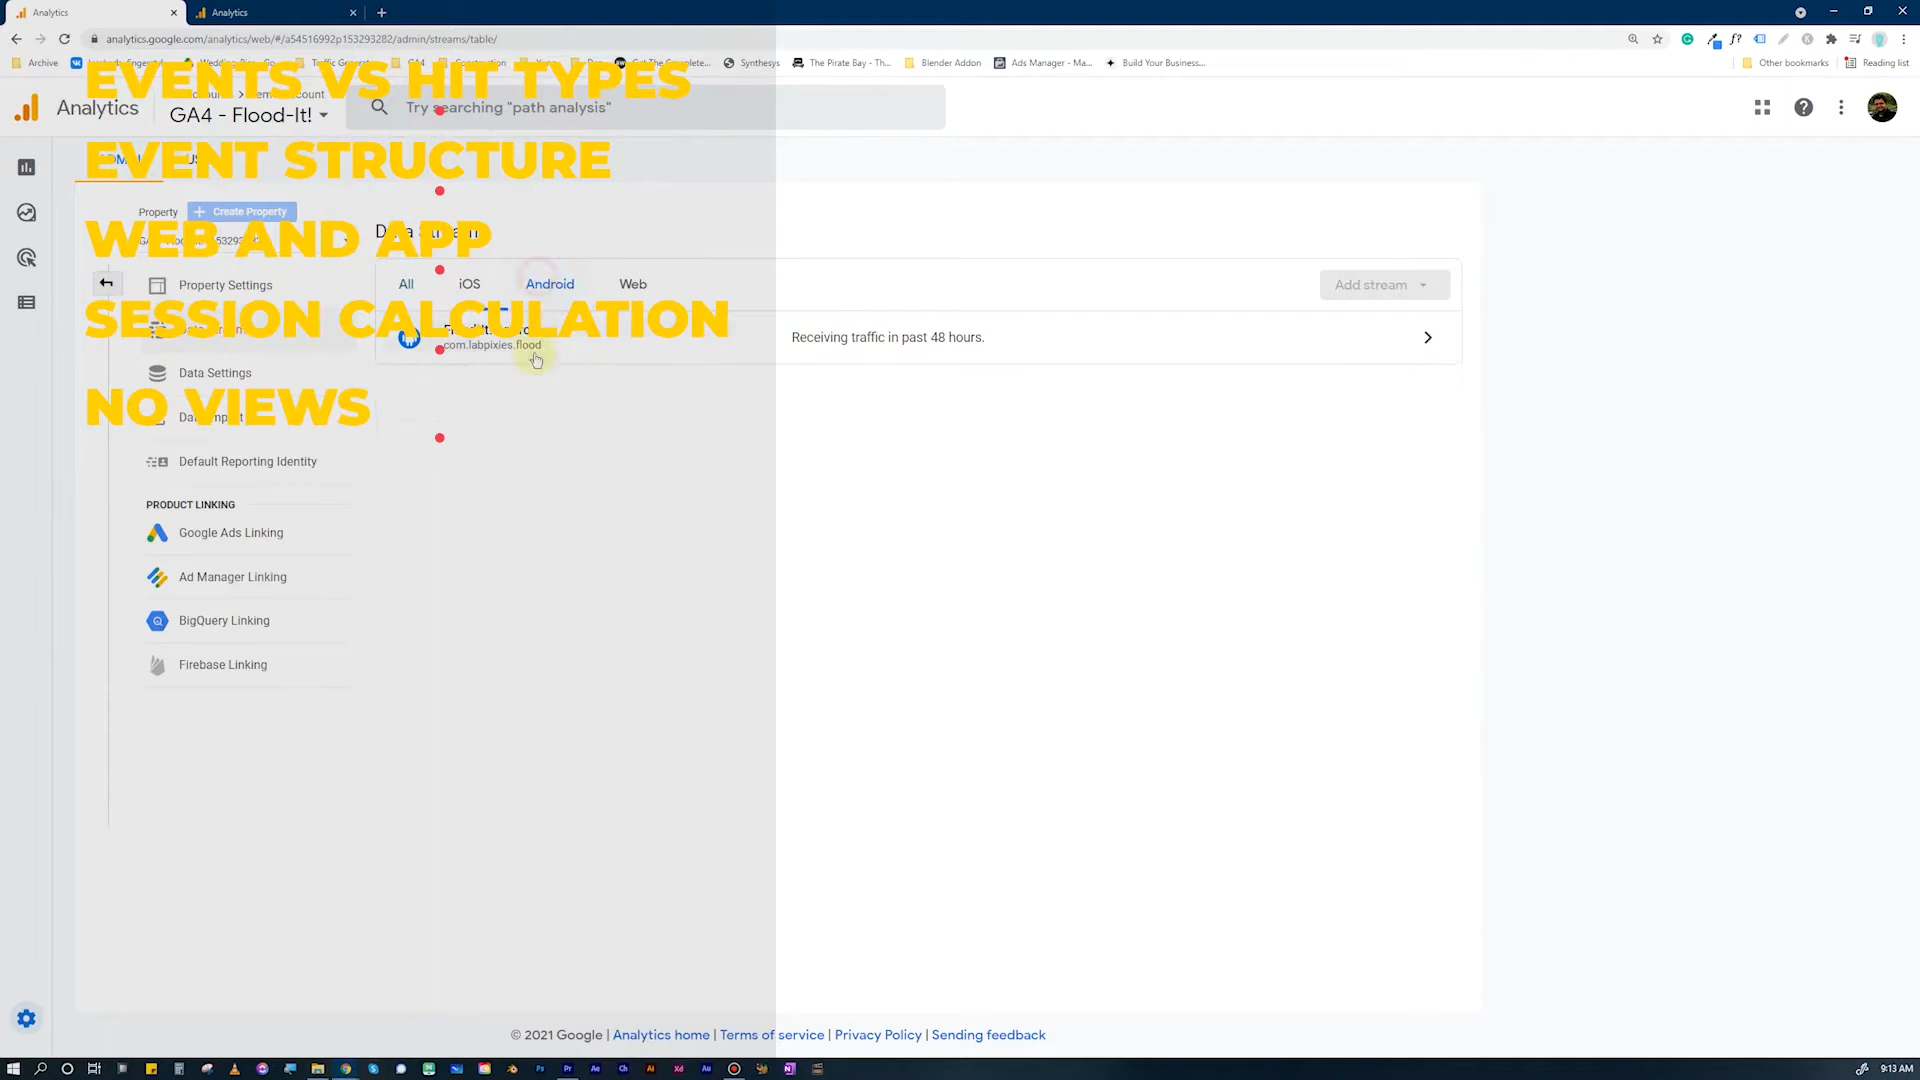 Analytics
Analytics
analytics.google.com/analytics/web/#/a54516992p153293282/admin/streams/table/
Archive
Synthesys
The Pirate Bay - Th...
Blender Addon
Ads Manager - Ma...
Build Your Business...
Other bookmarks
Reading list
EVENTS VS HIT TYPES
Analytics
GA4 - Flood-It!
Try searching "path analysis"
EVENT STRUCTURE
Property
Create Property
WEB AND APP
All
iOS
Android
Web
Add stream
Property Settings
SESSION CALCULATION
com.labpixies.flood
Receiving traffic in past 48 hours.
Data Settings
NO VIEWS
Default Reporting Identity
PRODUCT LINKING
Google Ads Linking
Ad Manager Linking
BigQuery Linking
Firebase Linking
© 2021 Google | Analytics home | Terms of service | Privacy Policy | Sending feedback
9:13 AM